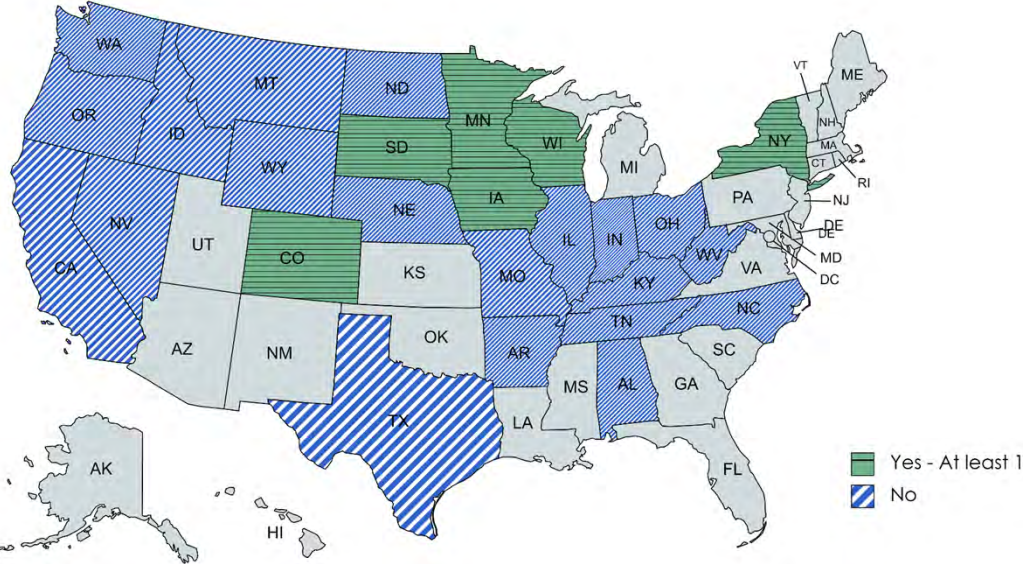 WA
MT
ND
MN
VT
ME
OR
ID
SD
WI
NH
NY
MA
WY
MI
CT
RI
IA
PA
NJ
NV
NE
OH
DE
DE
UT
IL
IN
MD
CO
WV
CA
KS
MO
KY
VA
DC
NC
TN
OK
AZ
NM
AR
SC
MS
AL
GA
TX
LA
AK
FL
Yes - At least 1
No
HI